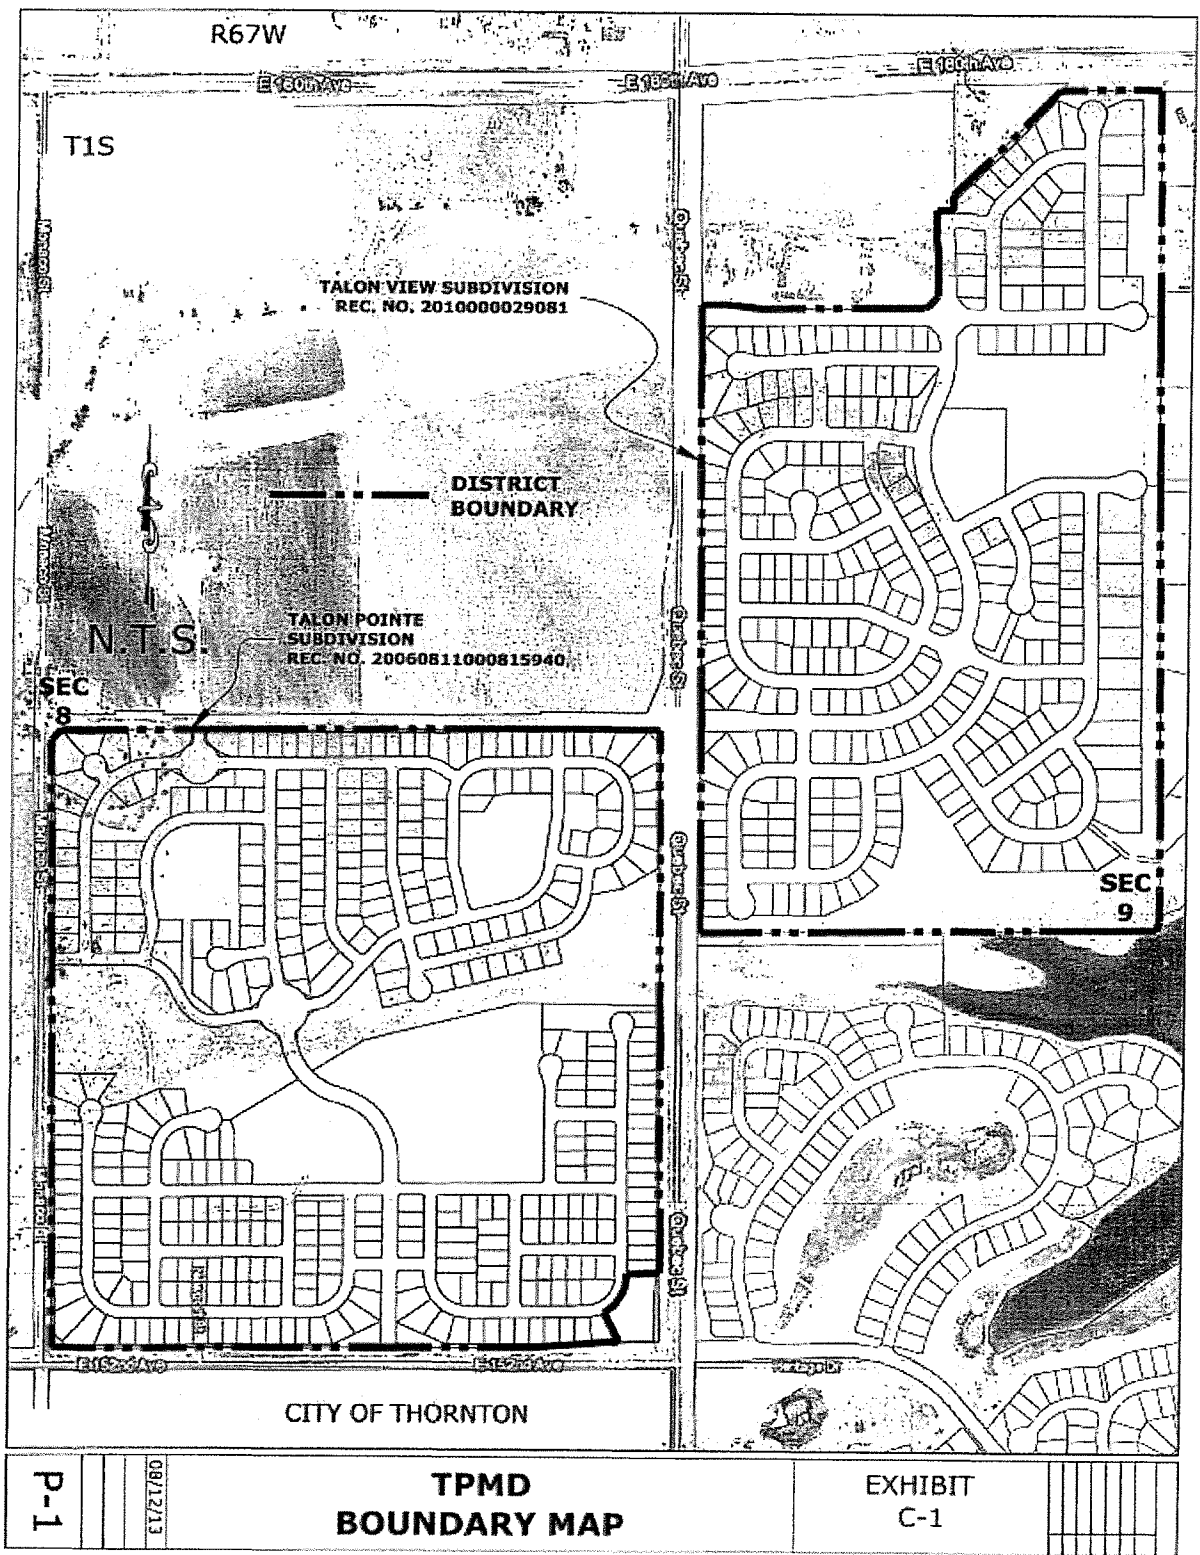 R67W
E 160th Ave
E 160th Ave
E 160th Ave
T1S
Quebec St
TALON VIEW SUBDIVISION
REC. NO. 2010000029081
DISTRICT
BOUNDARY
TALON POINTE
SUBDIVISION
REC. NO. 20060811000815940
N.T.S.
SEC
8
Quebec St
Quebec St
SEC
9
Quebec St
E 152nd Ave
E 152nd Ave
Heritage Dr
CITY OF THORNTON
P-1
08/12/13
TPMD
BOUNDARY MAP
EXHIBIT
C-1